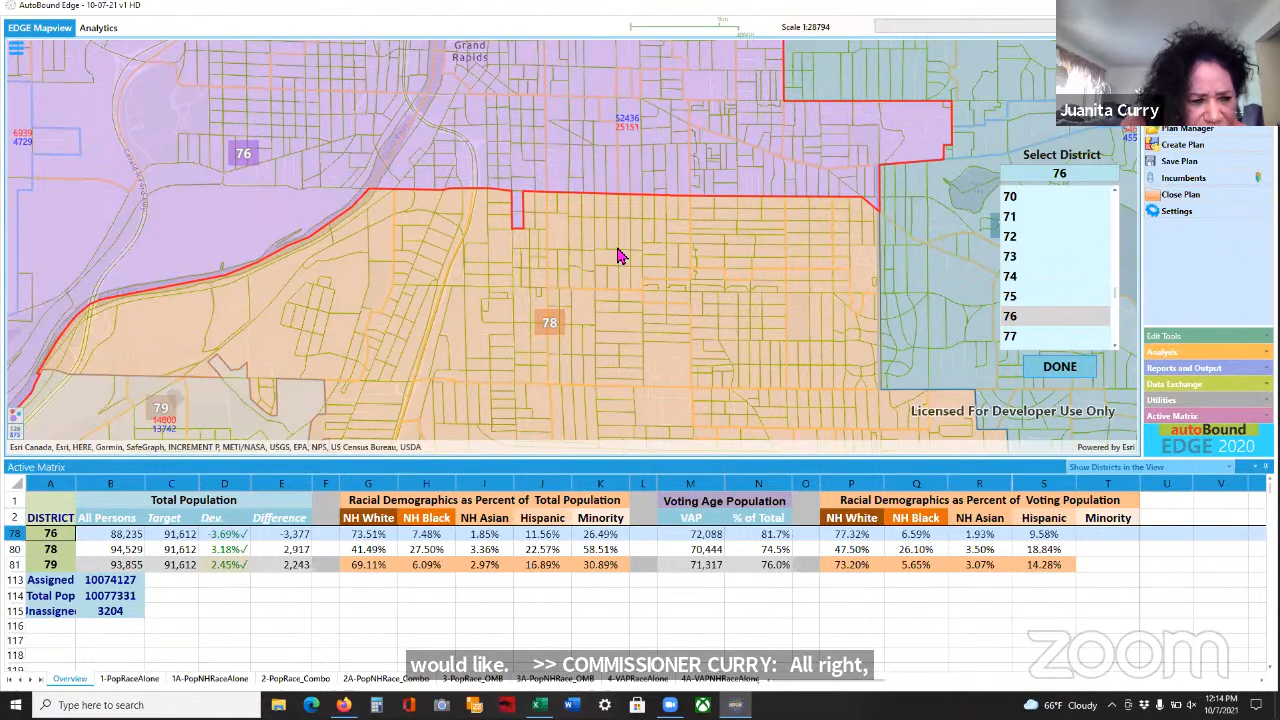 AutoBound Edge - 10-07-21 v1 HD
EDGE Mapview Analytics
Scale 1:28794
Grand
Rapids
Juanita Curry
6939
4729
52436
25151
455
76
78
79
14800
13742
Select District
76
70
71
72
73
74
75
76
77
DONE
Plan Manager
Create Plan
Save Plan
Incumbents
Close Plan
Settings
Edit Tools
Analysis
Reports and Output
Data Exchange
Utilities
Active Matrix
autoBound
EDGE 2020
Licensed For Developer Use Only
Esri Canada, Esri, HERE, Garmin, SafeGraph, INCREMENT P, METI/NASA, USGS, EPA, NPS, US Census Bureau, USDA
Powered by Esri
Active Matrix
Show Districts in the View
A B C D E F G H I J K L M N O P Q R S T U V
1 Total Population Racial Demographics as Percent of Total Population Voting Age Population Racial Demographics as Percent of Voting Population
2 DISTRICT All Persons Target Dev. Difference NH White NH Black NH Asian Hispanic Minority VAP % of Total NH White NH Black NH Asian Hispanic Minority
78 76 88,235 91,612 -3.69%✓ -3,377 73.51% 7.48% 1.85% 11.56% 26.49% 72,088 81.7% 77.32% 6.59% 1.93% 9.58%
80 78 94,529 91,612 3.18%✓ 2,917 41.49% 27.50% 3.36% 22.57% 58.51% 70,444 74.5% 47.50% 26.10% 3.50% 18.84%
81 79 93,855 91,612 2.45%✓ 2,243 69.11% 6.09% 2.97% 16.89% 30.89% 71,317 76.0% 73.20% 5.65% 3.07% 14.28%
113 Assigned 10074127
114 Total Pop 10077331
115 Unassigned 3204
116
117
118
119
zoom
would like. >> COMMISSIONER CURRY: All right,
Overview 1-PopRaceAlone 1A-PopNHRaceAlone 2-PopRace_Combo 2A-PopNHRace_Combo 3-PopRace_OMB 3A-PopNHRace_OMB 4-VAPRaceAlone 4A-VAPNHRaceAlone
Type here to search
66°F Cloudy
12:14 PM
10/7/2021